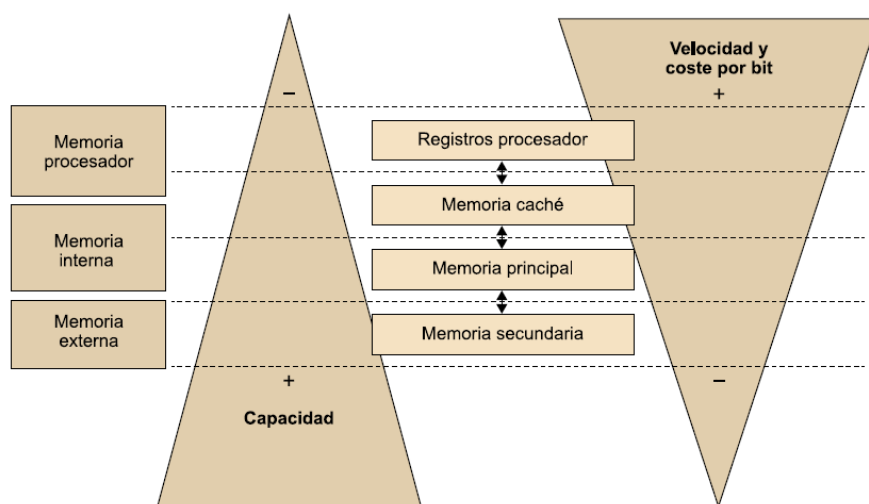 Velocidad y
coste por bit
–
+
Memoria
procesador
Registros procesador
Memoria caché
Memoria
interna
Memoria principal
Memoria
externa
Memoria secundaria
+
–
Capacidad